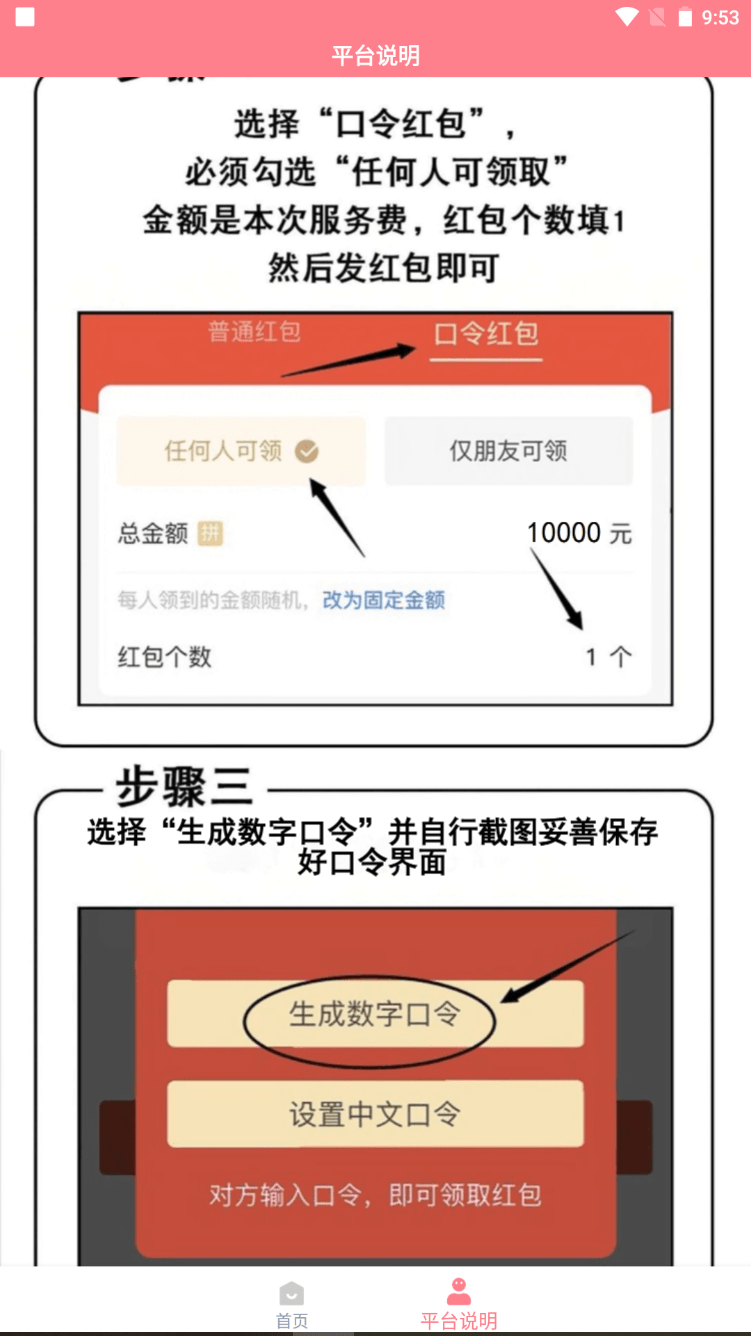 9:53
平台说明
选择“口令红包”，
必须勾选“任何人可领取”
金额是本次服务费，红包个数填1
然后发红包即可
普通红包 口令红包
任何人可领 仅朋友可领
总金额 拼 10000 元
每人领到的金额随机，改为固定金额
红包个数 1 个
步骤三
选择“生成数字口令”并自行截图妥善保存
好口令界面
生成数字口令
设置中文口令
对方输入口令，即可领取红包
首页 平台说明